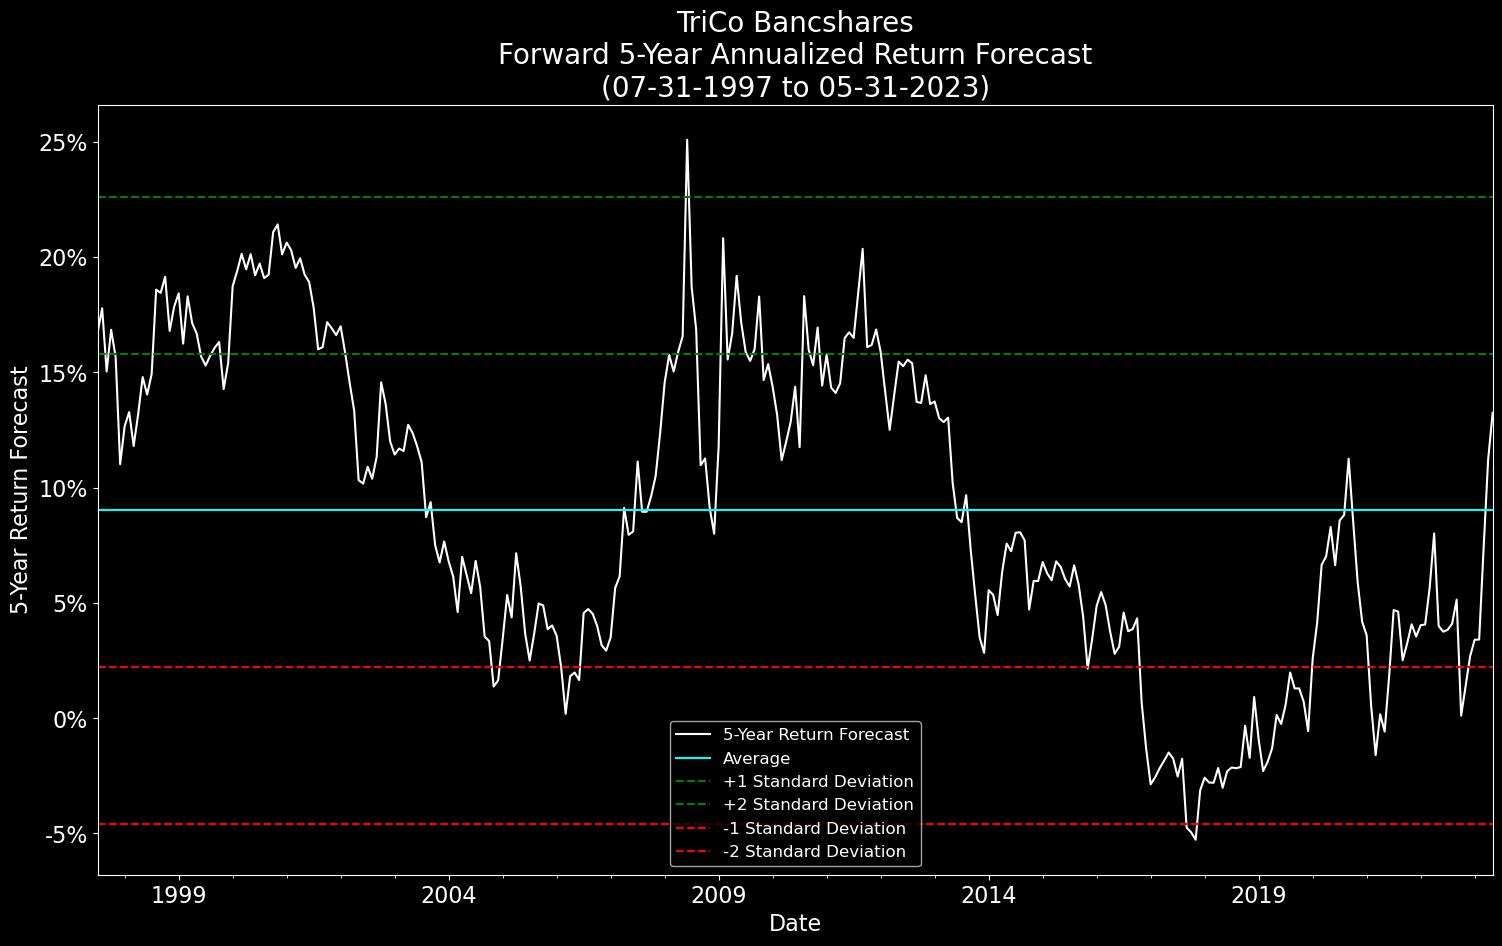 TriCo Bancshares
Forward 5-Year Annualized Return Forecast
(07-31-1997 to 05-31-2023)
5-Year Return Forecast
25%
20%
15%
10%
5%
0%
-5%
5-Year Return Forecast
Average
+1 Standard Deviation
+2 Standard Deviation
-1 Standard Deviation
-2 Standard Deviation
1999 2004 2009 2014 2019
Date